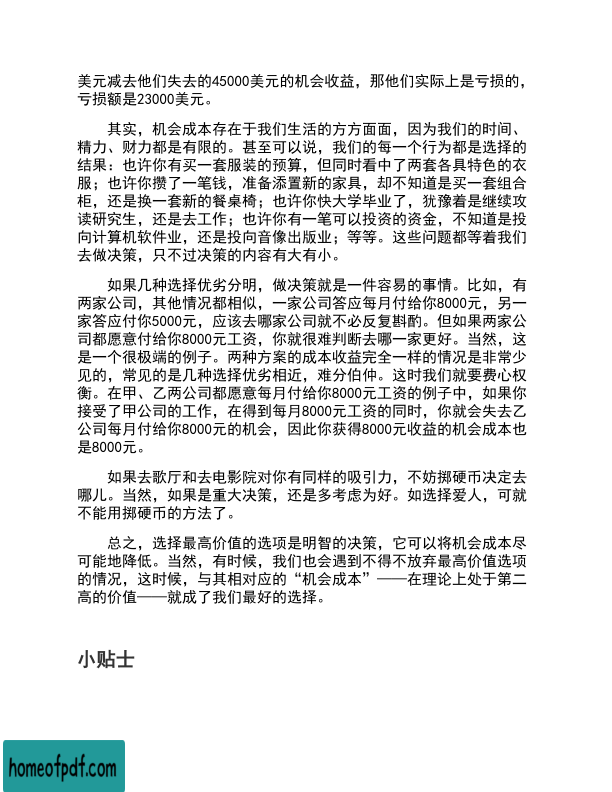 美元减去他们失去的45000美元的机会收益，那他们实际上是亏损的，
亏损额是23000美元。
其实，机会成本存在于我们生活的方方面面，因为我们的时间、
精力、财力都是有限的。甚至可以说，我们的每一个行为都是选择的
结果：也许你有买一套服装的预算，但同时看中了两套各具特色的衣
服；也许你攒了一笔钱，准备添置新的家具，却不知道是买一套组合
柜，还是换一套新的餐桌椅；也许你快大学毕业了，犹豫着是继续攻
读研究生，还是去工作；也许你有一笔可以投资的资金，不知道是投
向计算机软件业，还是投向音像出版业；等等。这些问题都等着我们
去做决策，只不过决策的内容有大有小。
如果几种选择优劣分明，做决策就是一件容易的事情。比如，有
两家公司，其他情况都相似，一家公司答应每月付给你8000元，另一
家答应付你5000元，应该去哪家公司就不必反复斟酌。但如果两家公
司都愿意付给你8000元工资，你就很难判断去哪一家更好。当然，这
是一个很极端的例子。两种方案的成本收益完全一样的情况是非常少
见的，常见的是几种选择优劣相近，难分伯仲。这时我们就要费心权
衡。在甲、乙两公司都愿意每月付给你8000元工资的例子中，如果你
接受了甲公司的工作，在得到每月8000元工资的同时，你就会失去乙
公司每月付给你8000元的机会，因此你获得8000元收益的机会成本也
是8000元。
如果去歌厅和去电影院对你有同样的吸引力，不妨掷硬币决定去
哪儿。当然，如果是重大决策，还是多考虑为好。如选择爱人，可就
不能用掷硬币的方法了。
总之，选择最高价值的选项是明智的决策，它可以将机会成本尽
可能地降低。当然，有时候，我们也会遇到不得不放弃最高价值选项
的情况，这时候，与其相对应的“机会成本”——在理论上处于第二
高的价值——就成了我们最好的选择。
小贴士
homeofpdf.com